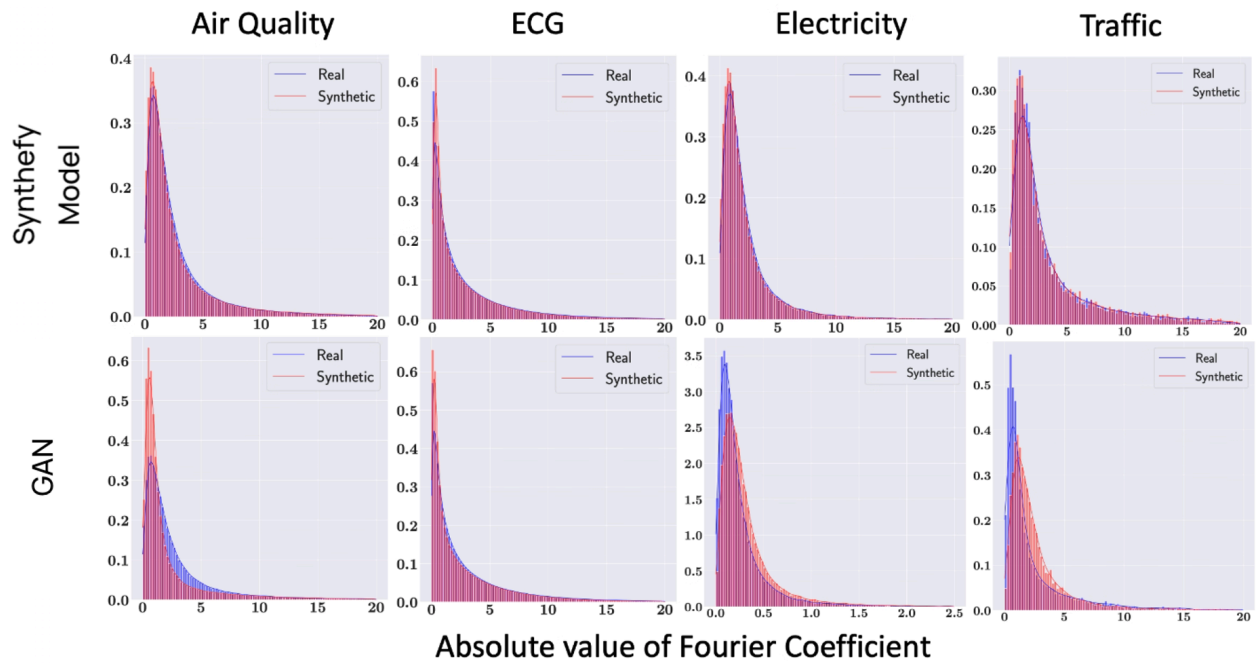 Air Quality ECG Electricity Traffic
Synthefy
Model
0.4
0.3
0.2
0.1
0.0
0 5 10 15 20
Real
Synthetic
0.6
0.5
0.4
0.3
0.2
0.1
0.0
0 5 10 15 20
Real
Synthetic
0.4
0.3
0.2
0.1
0.0
0 5 10 15 20
Real
Synthetic
0.30
0.25
0.20
0.15
0.10
0.05
0.00
0 5 10 15 20
Real
Synthetic
GAN
0.6
0.5
0.4
0.3
0.2
0.1
0.0
0 5 10 15 20
Real
Synthetic
0.6
0.5
0.4
0.3
0.2
0.1
0.0
0 5 10 15 20
Real
Synthetic
3.5
3.0
2.5
2.0
1.5
1.0
0.5
0.0
0.0 0.5 1.0 1.5 2.0 2.5
Real
Synthetic
0.5
0.4
0.3
0.2
0.1
0.0
0 5 10 15 20
Real
Synthetic
Absolute value of Fourier Coefficient